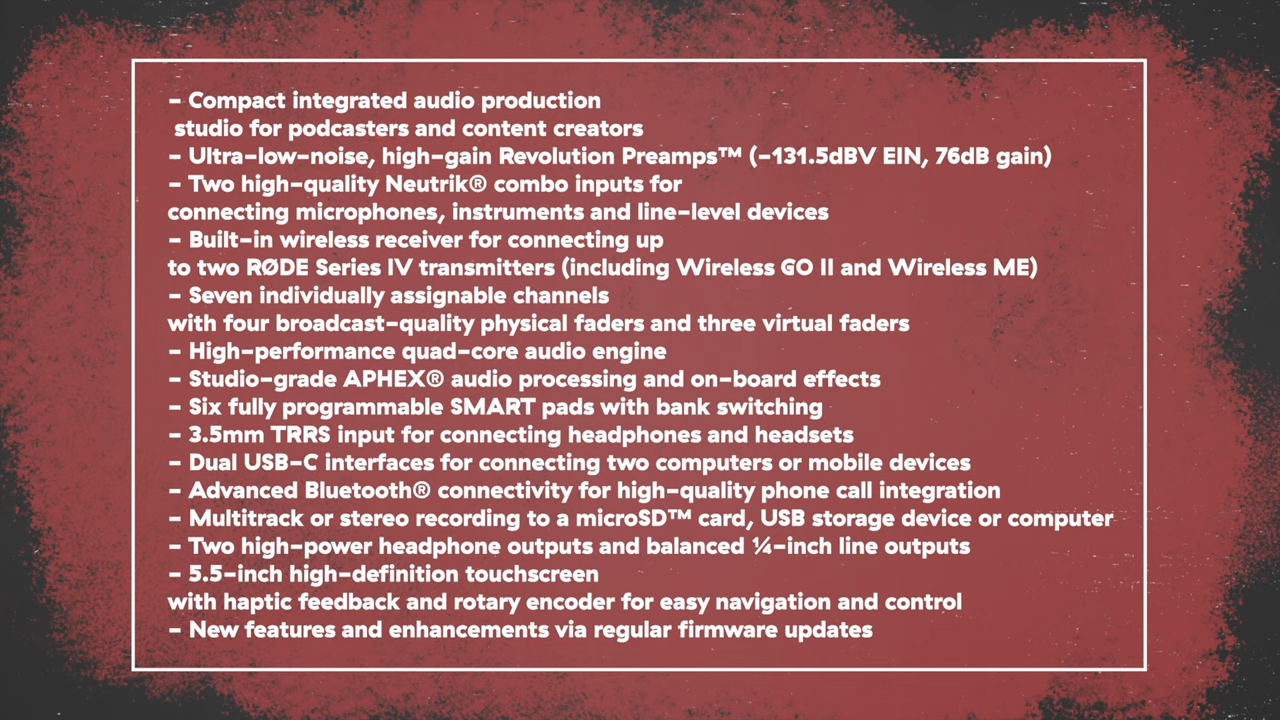 - Compact integrated audio production
studio for podcasters and content creators
- Ultra-low-noise, high-gain Revolution Preamps™ (-131.5dBV EIN, 76dB gain)
- Two high-quality Neutrik® combo inputs for
connecting microphones, instruments and line-level devices
- Built-in wireless receiver for connecting up
to two RØDE Series IV transmitters (including Wireless GO II and Wireless ME)
- Seven individually assignable channels
with four broadcast-quality physical faders and three virtual faders
- High-performance quad-core audio engine
- Studio-grade APHEX® audio processing and on-board effects
- Six fully programmable SMART pads with bank switching
- 3.5mm TRRS input for connecting headphones and headsets
- Dual USB-C interfaces for connecting two computers or mobile devices
- Advanced Bluetooth® connectivity for high-quality phone call integration
- Multitrack or stereo recording to a microSD™ card, USB storage device or computer
- Two high-power headphone outputs and balanced ¼-inch line outputs
- 5.5-inch high-definition touchscreen
with haptic feedback and rotary encoder for easy navigation and control
- New features and enhancements via regular firmware updates